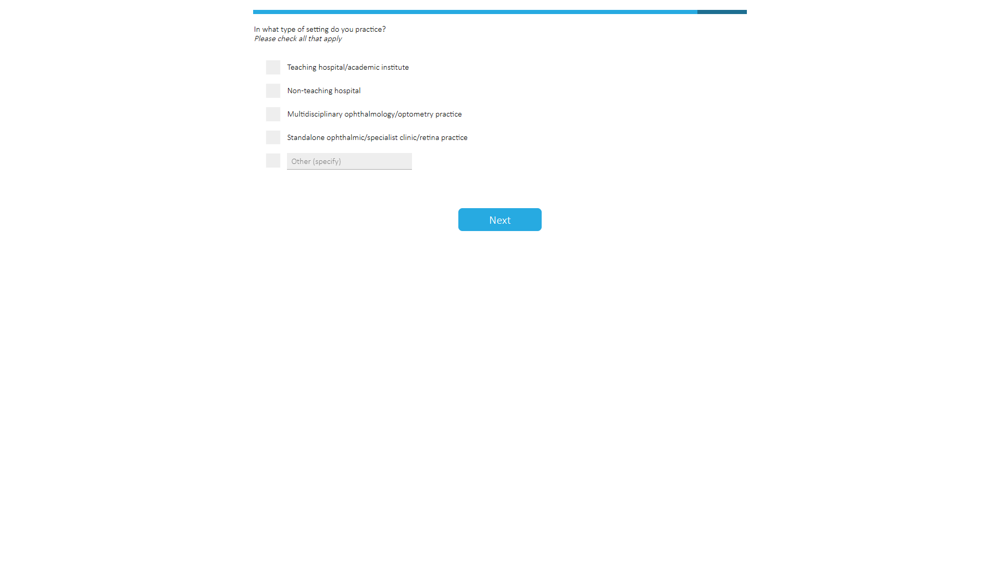 In what type of setting do you practice?
Please check all that apply
Teaching hospital/academic institute
Non-teaching hospital
Multidisciplinary ophthalmology/optometry practice
Standalone ophthalmic/specialist clinic/retina practice
Other (specify)
Next